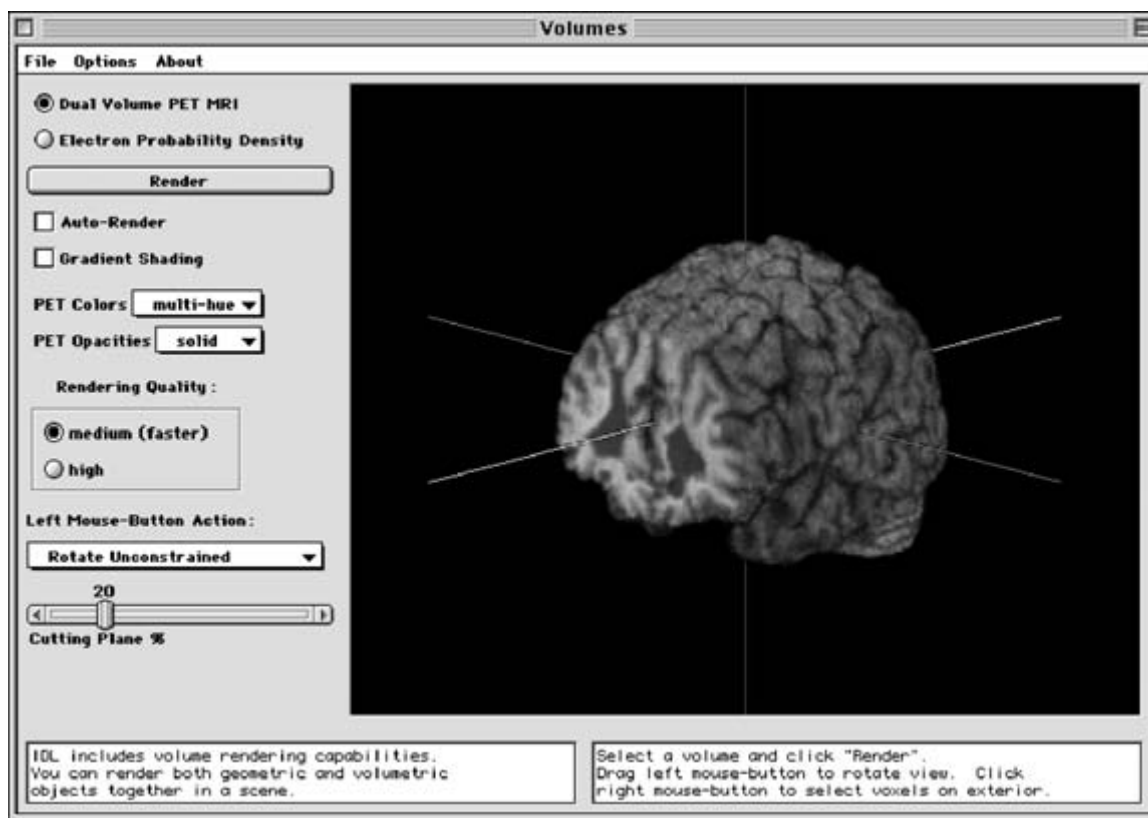 Volumes
File Options About
Dual Volume PET MRI
Electron Probability Density
Render
Auto-Render
Gradient Shading
PET Colors multi-hue
PET Opacities solid
Rendering Quality :
medium (faster)
high
Left Mouse-Button Action:
Rotate Unconstrained
20
Cutting Plane %
IDL includes volume rendering capabilities.
You can render both geometric and volumetric
objects together in a scene.
Select a volume and click "Render".
Drag left mouse-button to rotate view. Click
right mouse-button to select voxels on exterior.